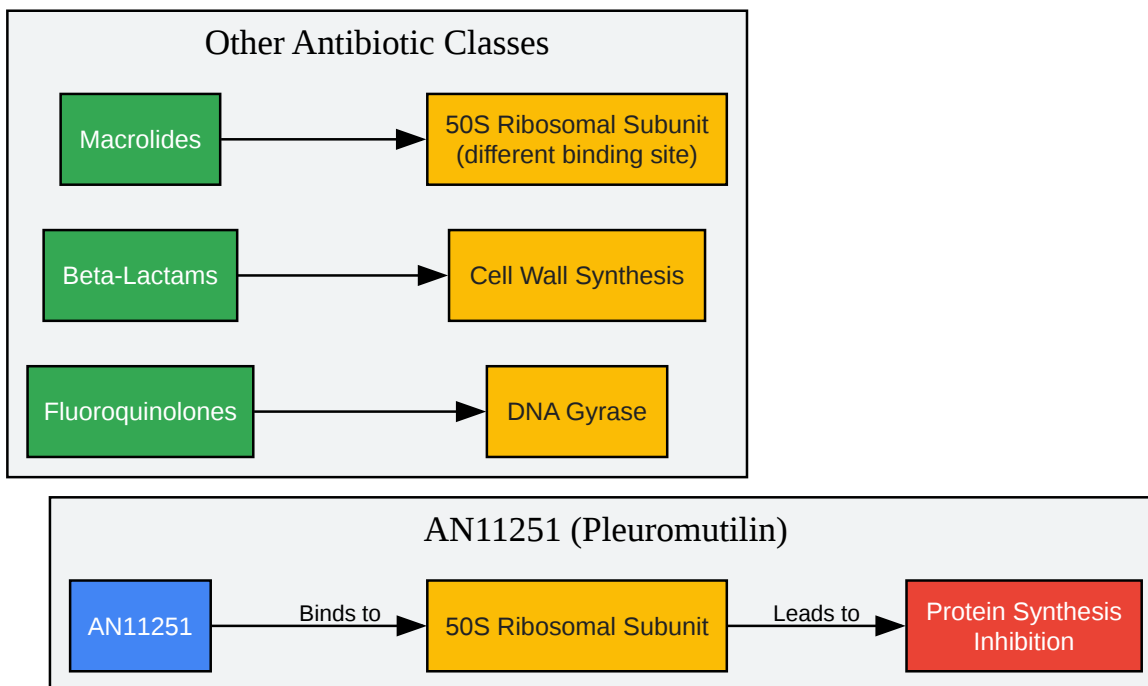 Other Antibiotic Classes
Macrolides
50S Ribosomal Subunit
(different binding site)
Beta-Lactams
Cell Wall Synthesis
Fluoroquinolones
DNA Gyrase
AN11251 (Pleuromutilin)
AN11251
Binds to
50S Ribosomal Subunit
Leads to
Protein Synthesis
Inhibition